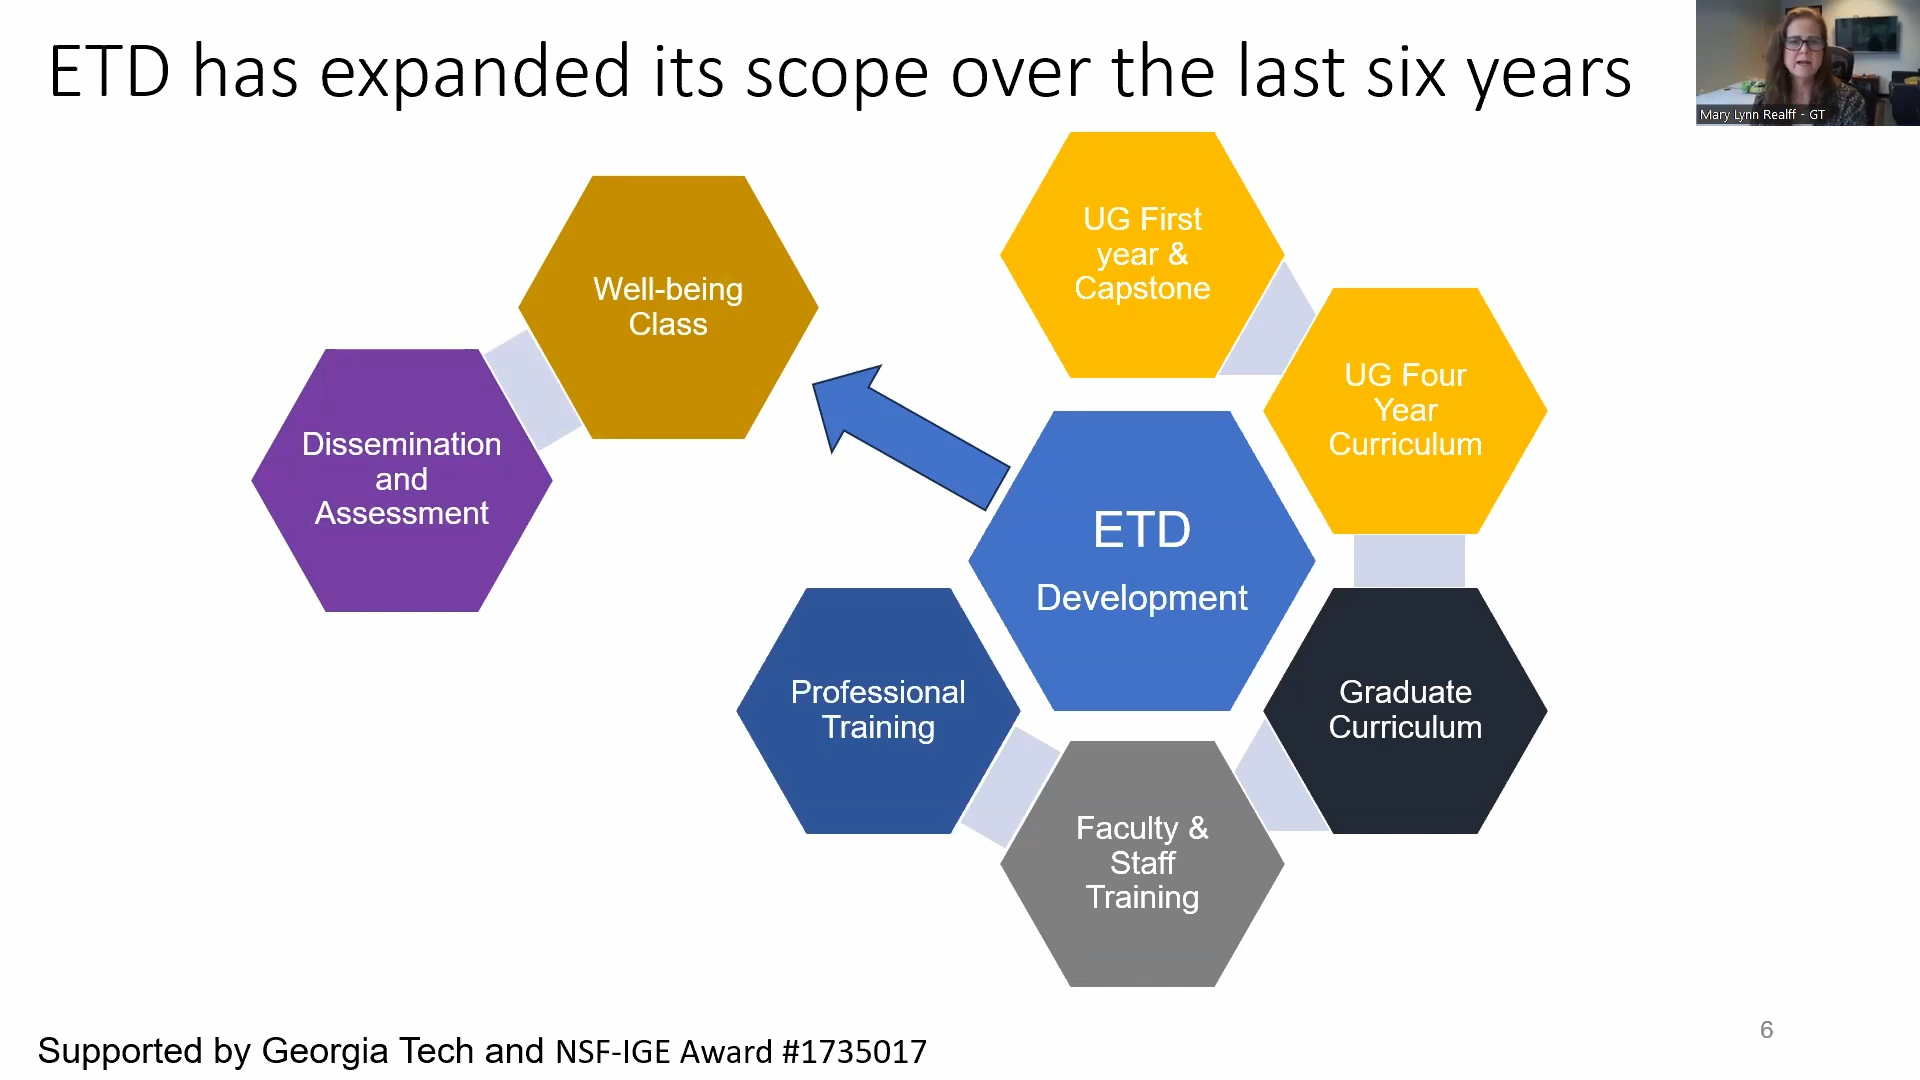 ETD has expanded its scope over the last six years
Mary Lynn Realff - GT
UG First
year &
Capstone
Well-being
Class
UG Four
Year
Curriculum
Dissemination
and
Assessment
ETD
Development
Professional
Training
Graduate
Curriculum
Faculty &
Staff
Training
6
Supported by Georgia Tech and NSF-IGE Award #1735017